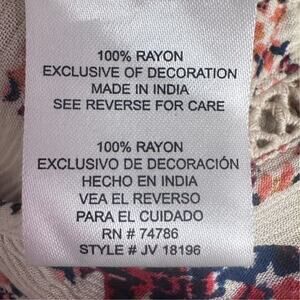 100% RAYON
EXCLUSIVE OF DECORATION
MADE IN INDIA
SEE REVERSE FOR CARE
100% RAYON
EXCLUSIVO DE DECORACIÓN
HECHO EN INDIA
VEA EL REVERSO
PARA EL CUIDADO
RN # 74786
STYLE # JV 18196